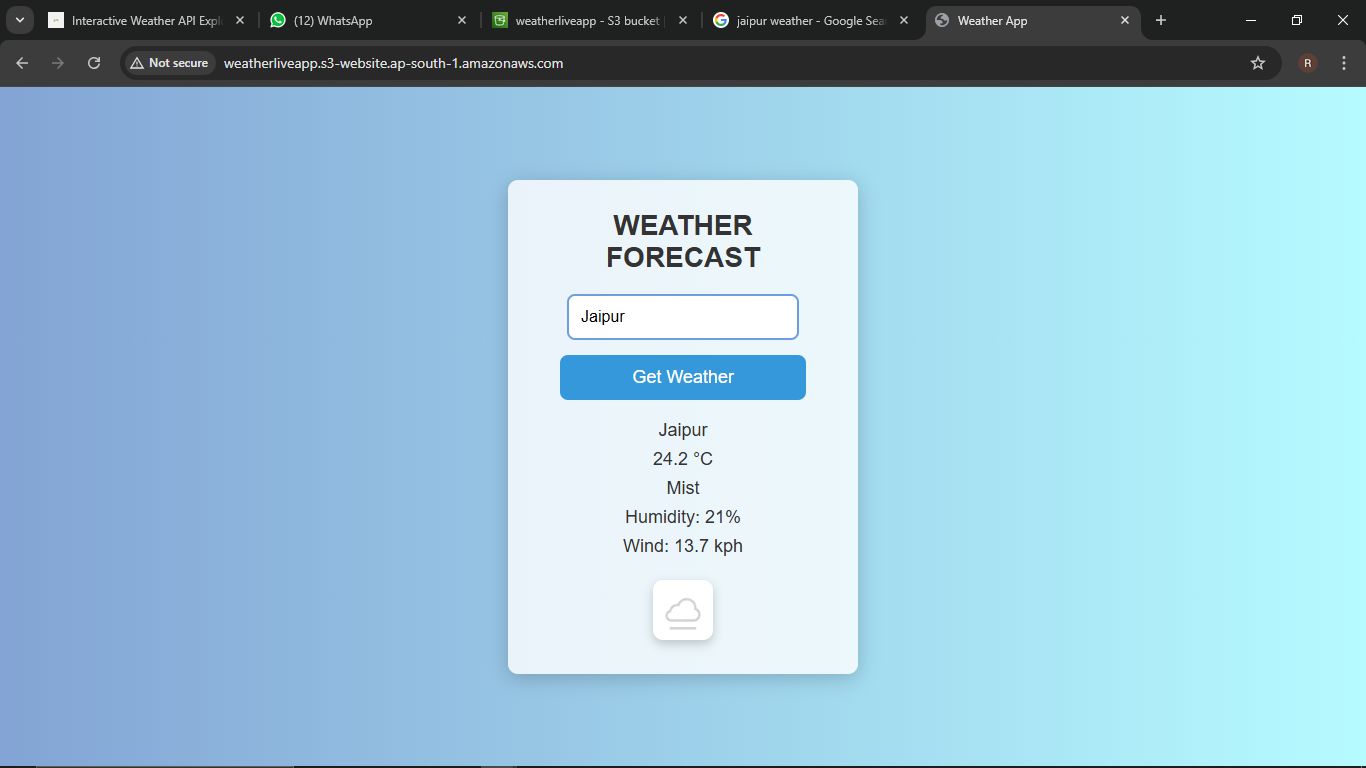 Interactive Weather API Expl
(12) WhatsApp
weatherliveapp - S3 bucket
jaipur weather - Google Sea
Weather App
Not secure
weatherliveapp.s3-website.ap-south-1.amazonaws.com
R
WEATHER
FORECAST
Jaipur
Get Weather
Jaipur
24.2 °C
Mist
Humidity: 21%
Wind: 13.7 kph